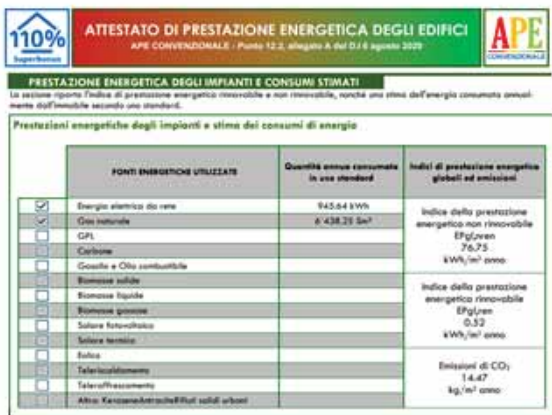 110%
Superbonus
ATTESTATO DI PRESTAZIONE ENERGETICA DEGLI EDIFICI
APE CONVENZIONALE - Punto 12.2, allegato A del D.I 6 agosto 2020
APE
CONVENZIONALE
PRESTAZIONE ENERGETICA DEGLI IMPIANTI E CONSUMI STIMATI
La sezione riporta l'indice di prestazione energetica rinnovabile e non rinnovabile, nonché una stima dell'energia consumata annual-
mente dall'immobile secondo uno standard.
Prestazioni energetiche degli impianti e stima dei consumi di energia
FONTI ENERGETICHE UTILIZZATE
Quantità annua consumata
in uso standard
Indici di prestazione energetica
globali ed emissioni
Energia elettrica da rete 945.64 kWh
Gas naturale 6'438.25 Sm³
GPL
Carbone
Gasolio e Olio combustibile
Biomasse solide
Biomasse liquide
Biomasse gassose
Solare fotovoltaico
Solare termico
Eolico
Teleriscaldamento
Teleraffrescamento
Altro: KeroseneAntraciteRifiuti solidi urbani
Indice della prestazione
energetica non rinnovabile
EPgl,nren
76,75
kWh/m² anno
Indice della prestazione
energetica rinnovabile
EPgl,ren
0.52
kWh/m² anno
Emissioni di CO₂
14.47
kg/m² anno